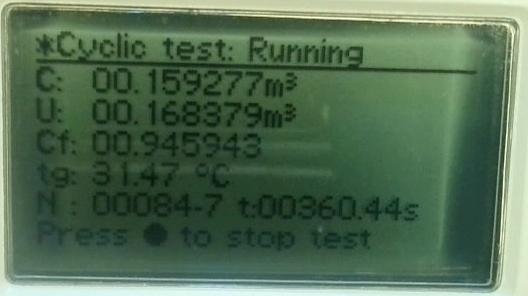 *Cyclic test: Running
C: 00.159277m³
U: 00.168379m³
Cf: 00.945943
tg: 31.47 °C
N : 00084-7 t:00360.44s
Press ● to stop test